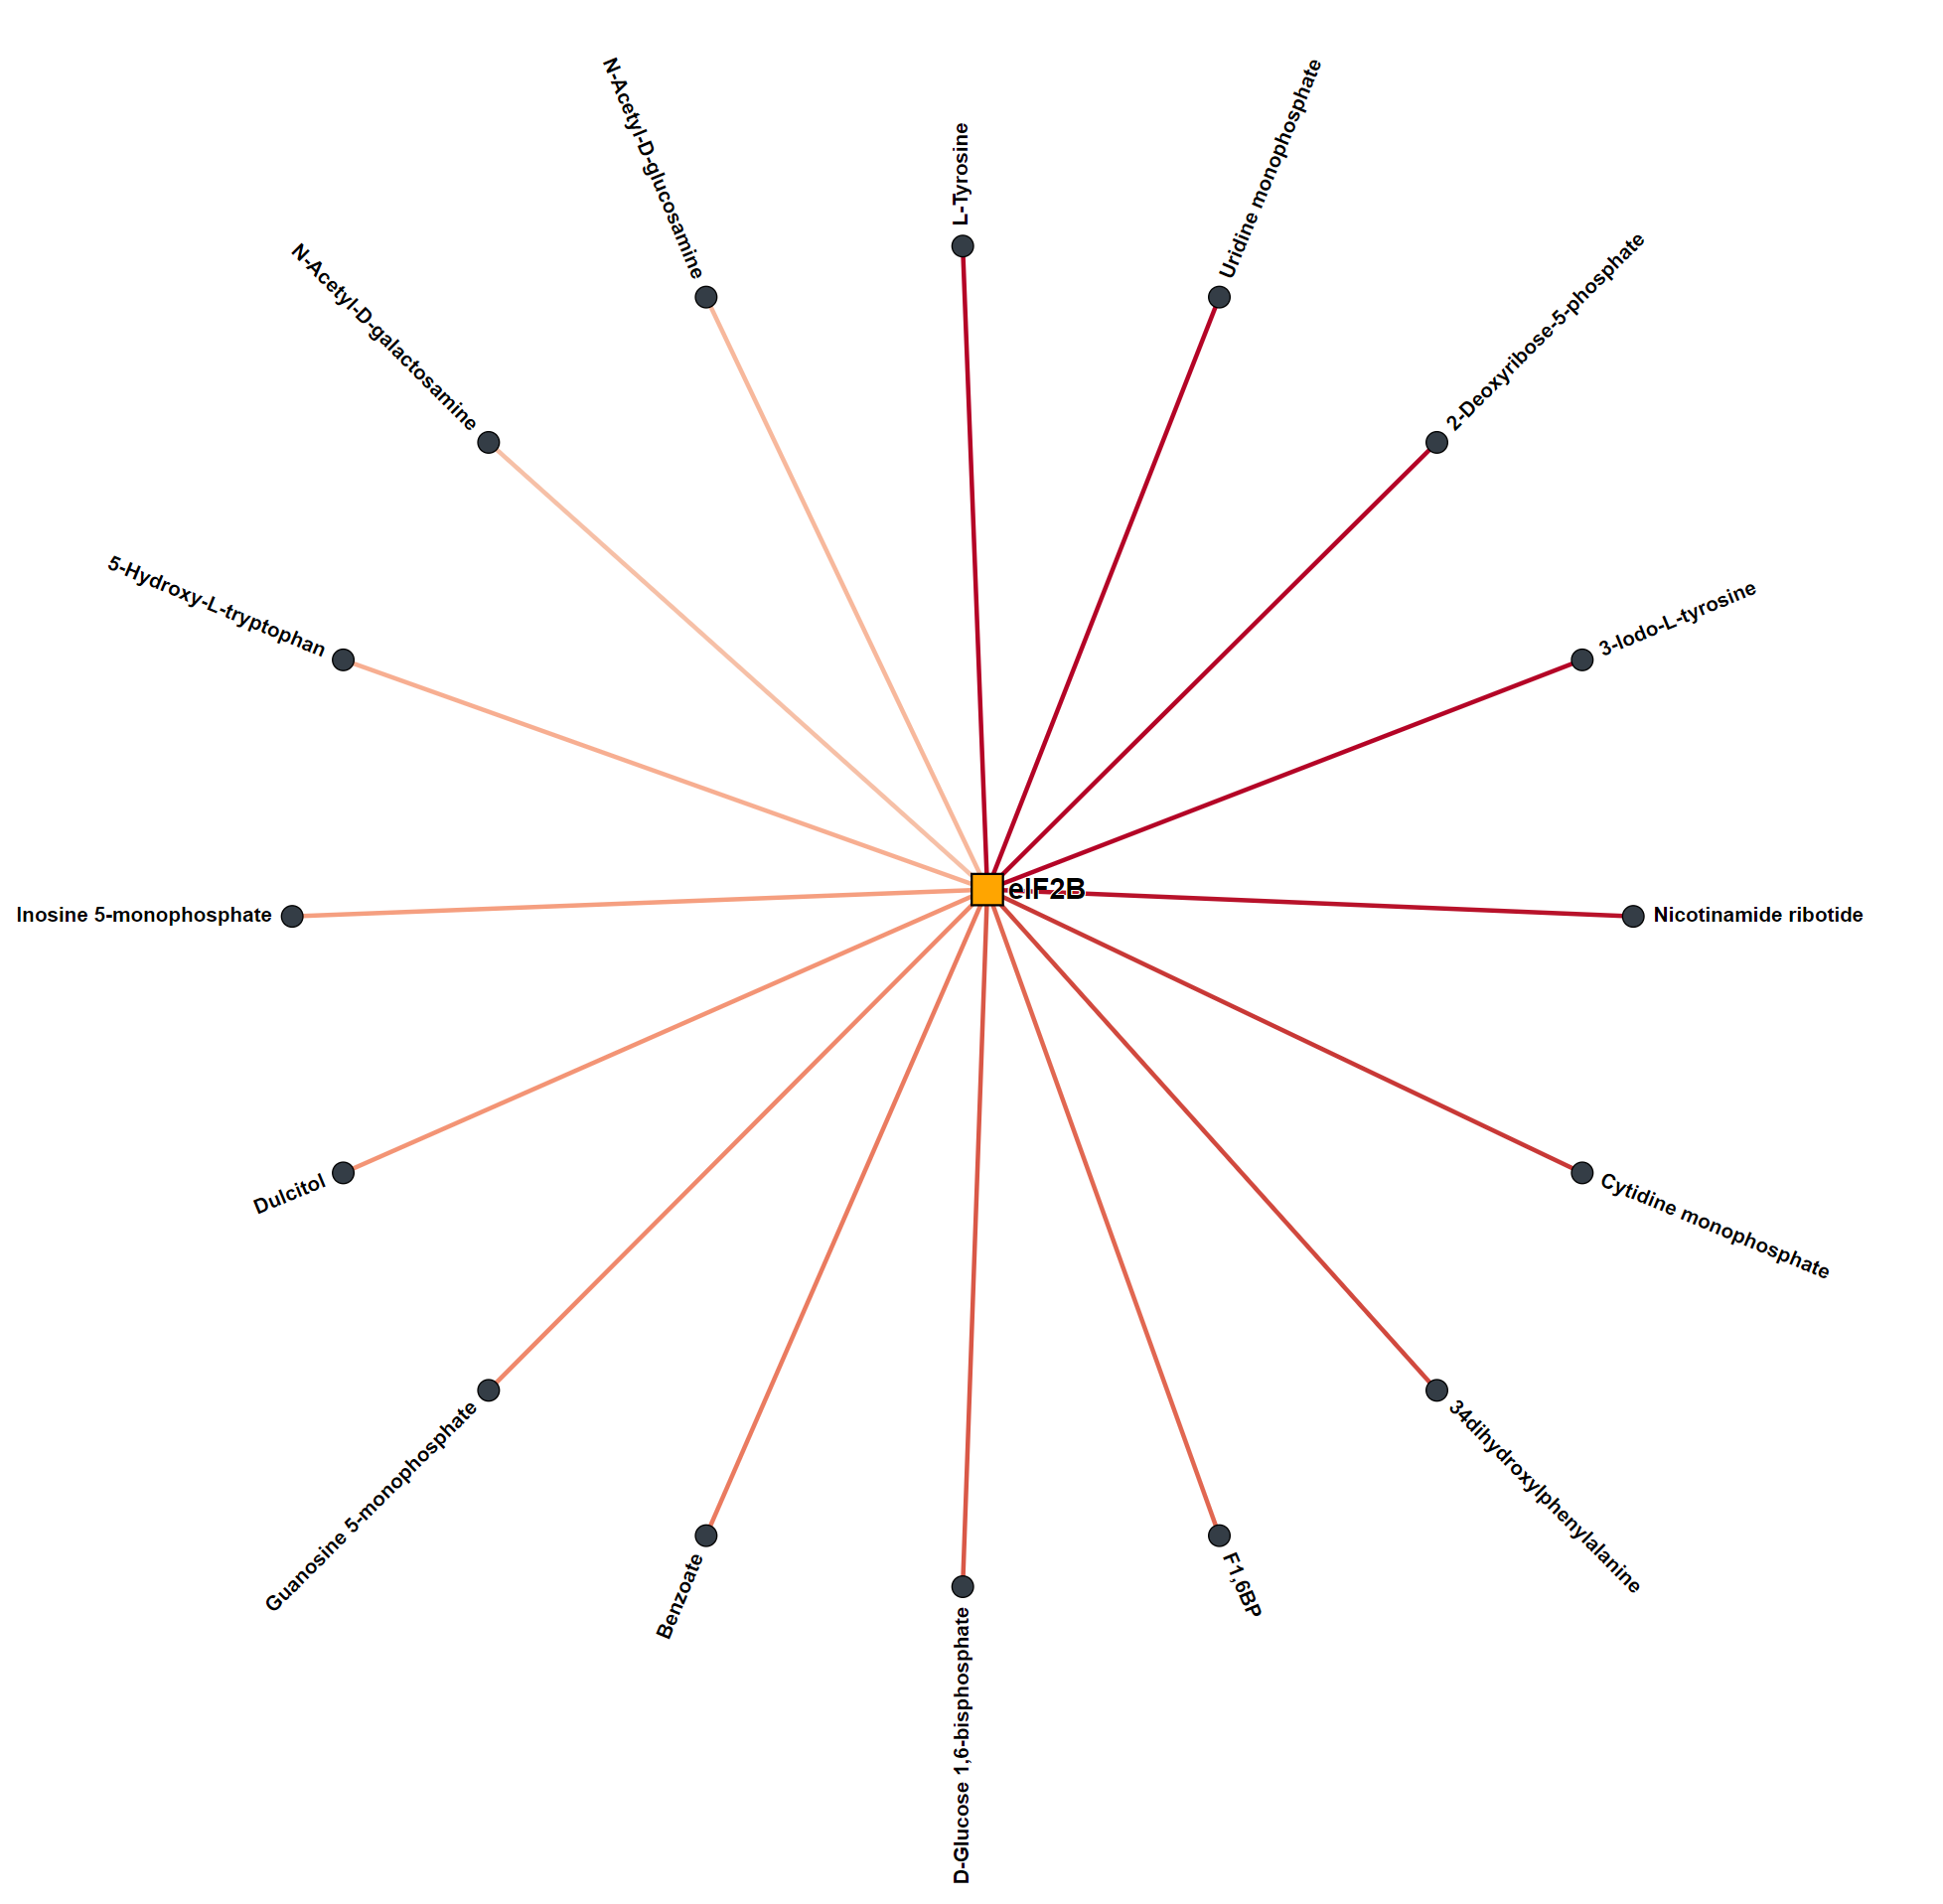 L-Tyrosine
Uridine monophosphate
2-Deoxyribose-5-phosphate
3-Iodo-L-tyrosine
Nicotinamide ribotide
Cytidine monophosphate
34dihydroxylphenylalanine
F1,6BP
D-Glucose 1,6-bisphosphate
Benzoate
Guanosine 5-monophosphate
Dulcitol
Inosine 5-monophosphate
5-Hydroxy-L-tryptophan
N-Acetyl-D-galactosamine
N-Acetyl-D-glucosamine
eIF2B